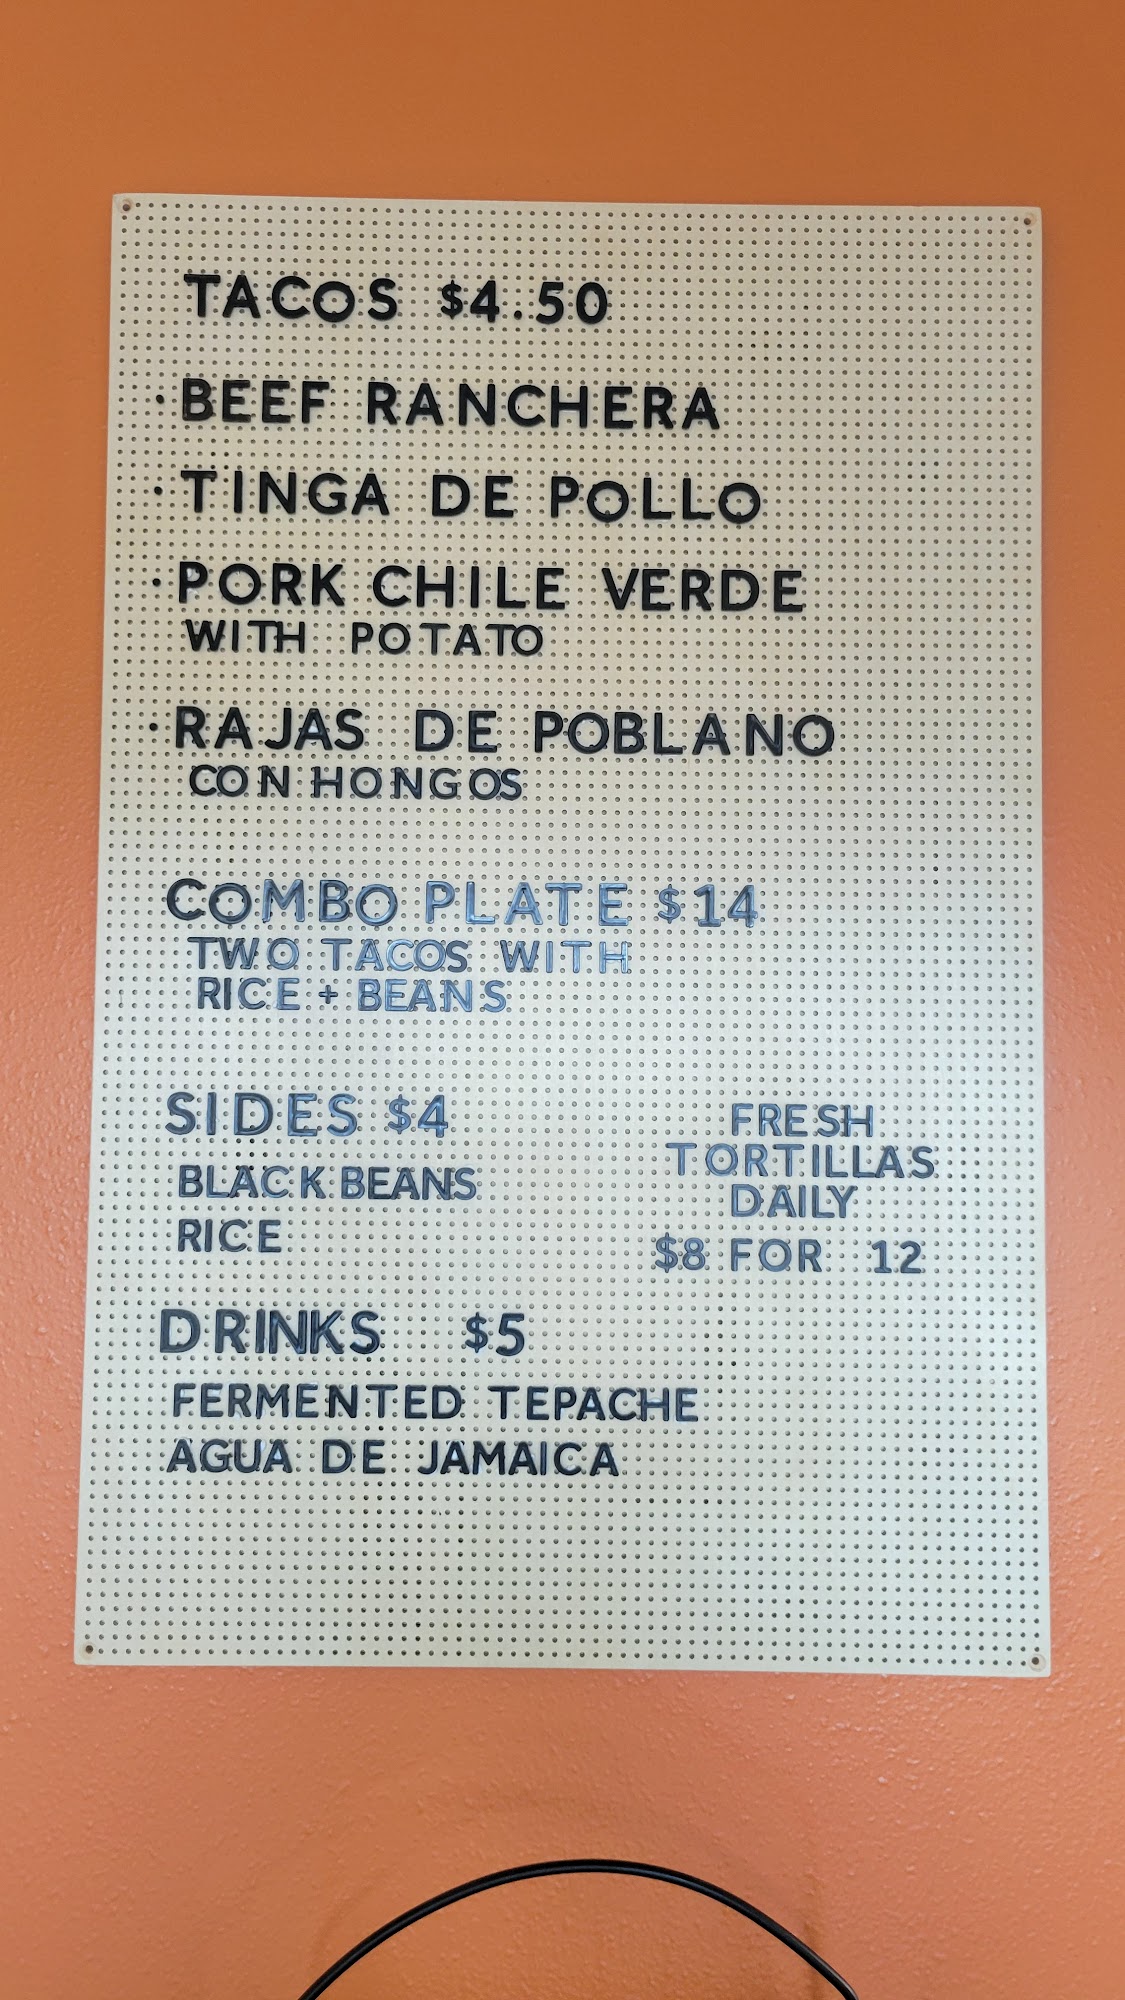 TACOS $4.50
• BEEF RANCHERA
• TINGA DE POLLO
• PORK CHILE VERDE
WITH POTATO
• RAJAS DE POBLANO
CON HONGOS
COMBO PLATE $14
TWO TACOS WITH
RICE + BEANS
SIDES $4
BLACK BEANS
RICE
FRESH
TORTILLAS
DAILY
$8 FOR 12
DRINKS $5
FERMENTED TEPACHE
AGUA DE JAMAICA